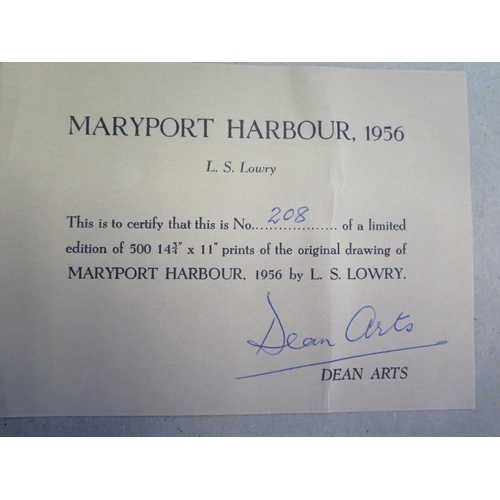 MARYPORT HARBOUR, 1956
L. S. Lowry
This is to certify that this is No....208............... of a limited
edition of 500 14¾" x 11" prints of the original drawing of
MARYPORT HARBOUR, 1956 by L. S. LOWRY.
Dean Arts
DEAN ARTS